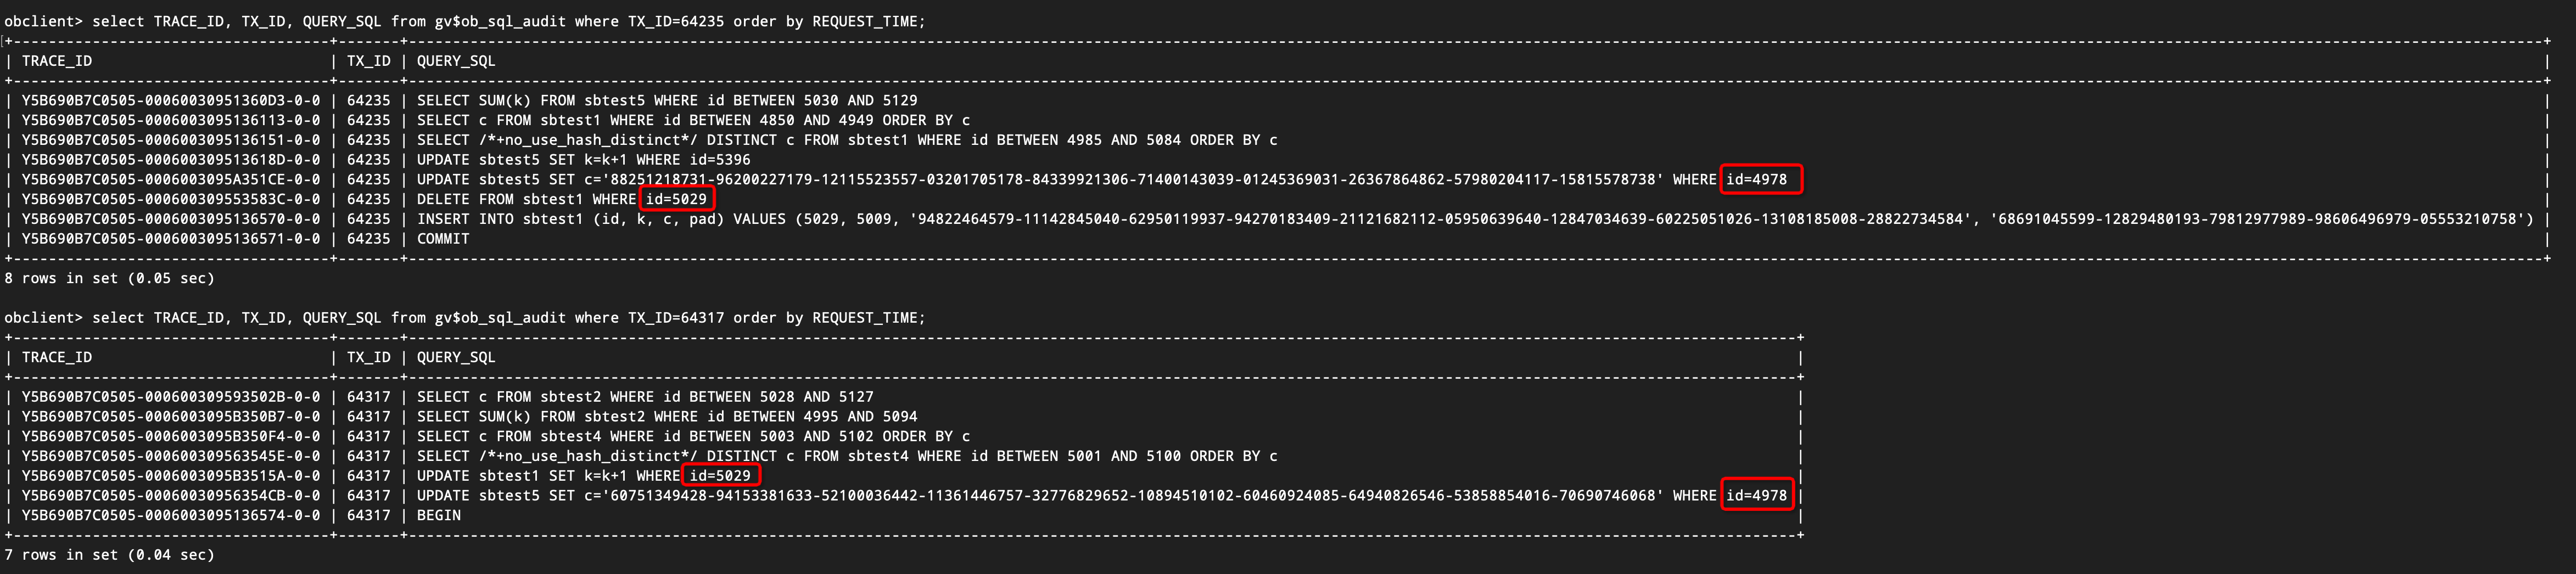 obclient> select TRACE_ID, TX_ID, QUERY_SQL from gv$ob_sql_audit where TX_ID=64235 order by REQUEST_TIME;
| TRACE_ID | TX_ID | QUERY_SQL |
| Y5B690B7C0505-00060030951360D3-0-0 | 64235 | SELECT SUM(k) FROM sbtest5 WHERE id BETWEEN 5030 AND 5129 |
| Y5B690B7C0505-0006003095136113-0-0 | 64235 | SELECT c FROM sbtest1 WHERE id BETWEEN 4850 AND 4949 ORDER BY c |
| Y5B690B7C0505-0006003095136151-0-0 | 64235 | SELECT /*+no_use_hash_distinct*/ DISTINCT c FROM sbtest1 WHERE id BETWEEN 4985 AND 5084 ORDER BY c |
| Y5B690B7C0505-000600309513618D-0-0 | 64235 | UPDATE sbtest5 SET k=k+1 WHERE id=5396 |
| Y5B690B7C0505-0006003095A351CE-0-0 | 64235 | UPDATE sbtest5 SET c='88251218731-96200227179-12115523557-03201705178-84339921306-71400143039-01245369031-26367864862-57980204117-15815578738' WHERE id=4978 |
| Y5B690B7C0505-000600309553583C-0-0 | 64235 | DELETE FROM sbtest1 WHERE id=5029 |
| Y5B690B7C0505-0006003095136570-0-0 | 64235 | INSERT INTO sbtest1 (id, k, c, pad) VALUES (5029, 5009, '94822464579-11142845040-62950119937-94270183409-21121682112-05950639640-12847034639-60225051026-13108185008-28822734584', '68691045599-12829480193-79812977989-98606496979-05553210758') |
| Y5B690B7C0505-0006003095136571-0-0 | 64235 | COMMIT |
8 rows in set (0.05 sec)
obclient> select TRACE_ID, TX_ID, QUERY_SQL from gv$ob_sql_audit where TX_ID=64317 order by REQUEST_TIME;
| TRACE_ID | TX_ID | QUERY_SQL |
| Y5B690B7C0505-000600309593502B-0-0 | 64317 | SELECT c FROM sbtest2 WHERE id BETWEEN 5028 AND 5127 |
| Y5B690B7C0505-0006003095B350B7-0-0 | 64317 | SELECT SUM(k) FROM sbtest2 WHERE id BETWEEN 4995 AND 5094 |
| Y5B690B7C0505-0006003095B350F4-0-0 | 64317 | SELECT c FROM sbtest4 WHERE id BETWEEN 5003 AND 5102 ORDER BY c |
| Y5B690B7C0505-000600309563545E-0-0 | 64317 | SELECT /*+no_use_hash_distinct*/ DISTINCT c FROM sbtest4 WHERE id BETWEEN 5001 AND 5100 ORDER BY c |
| Y5B690B7C0505-0006003095B3515A-0-0 | 64317 | UPDATE sbtest1 SET k=k+1 WHERE id=5029 |
| Y5B690B7C0505-00060030956354CB-0-0 | 64317 | UPDATE sbtest5 SET c='60751349428-94153381633-52100036442-11361446757-32776829652-10894510102-60460924085-64940826546-53858854016-70690746068' WHERE id=4978 |
| Y5B690B7C0505-0006003095136574-0-0 | 64317 | BEGIN |
7 rows in set (0.04 sec)